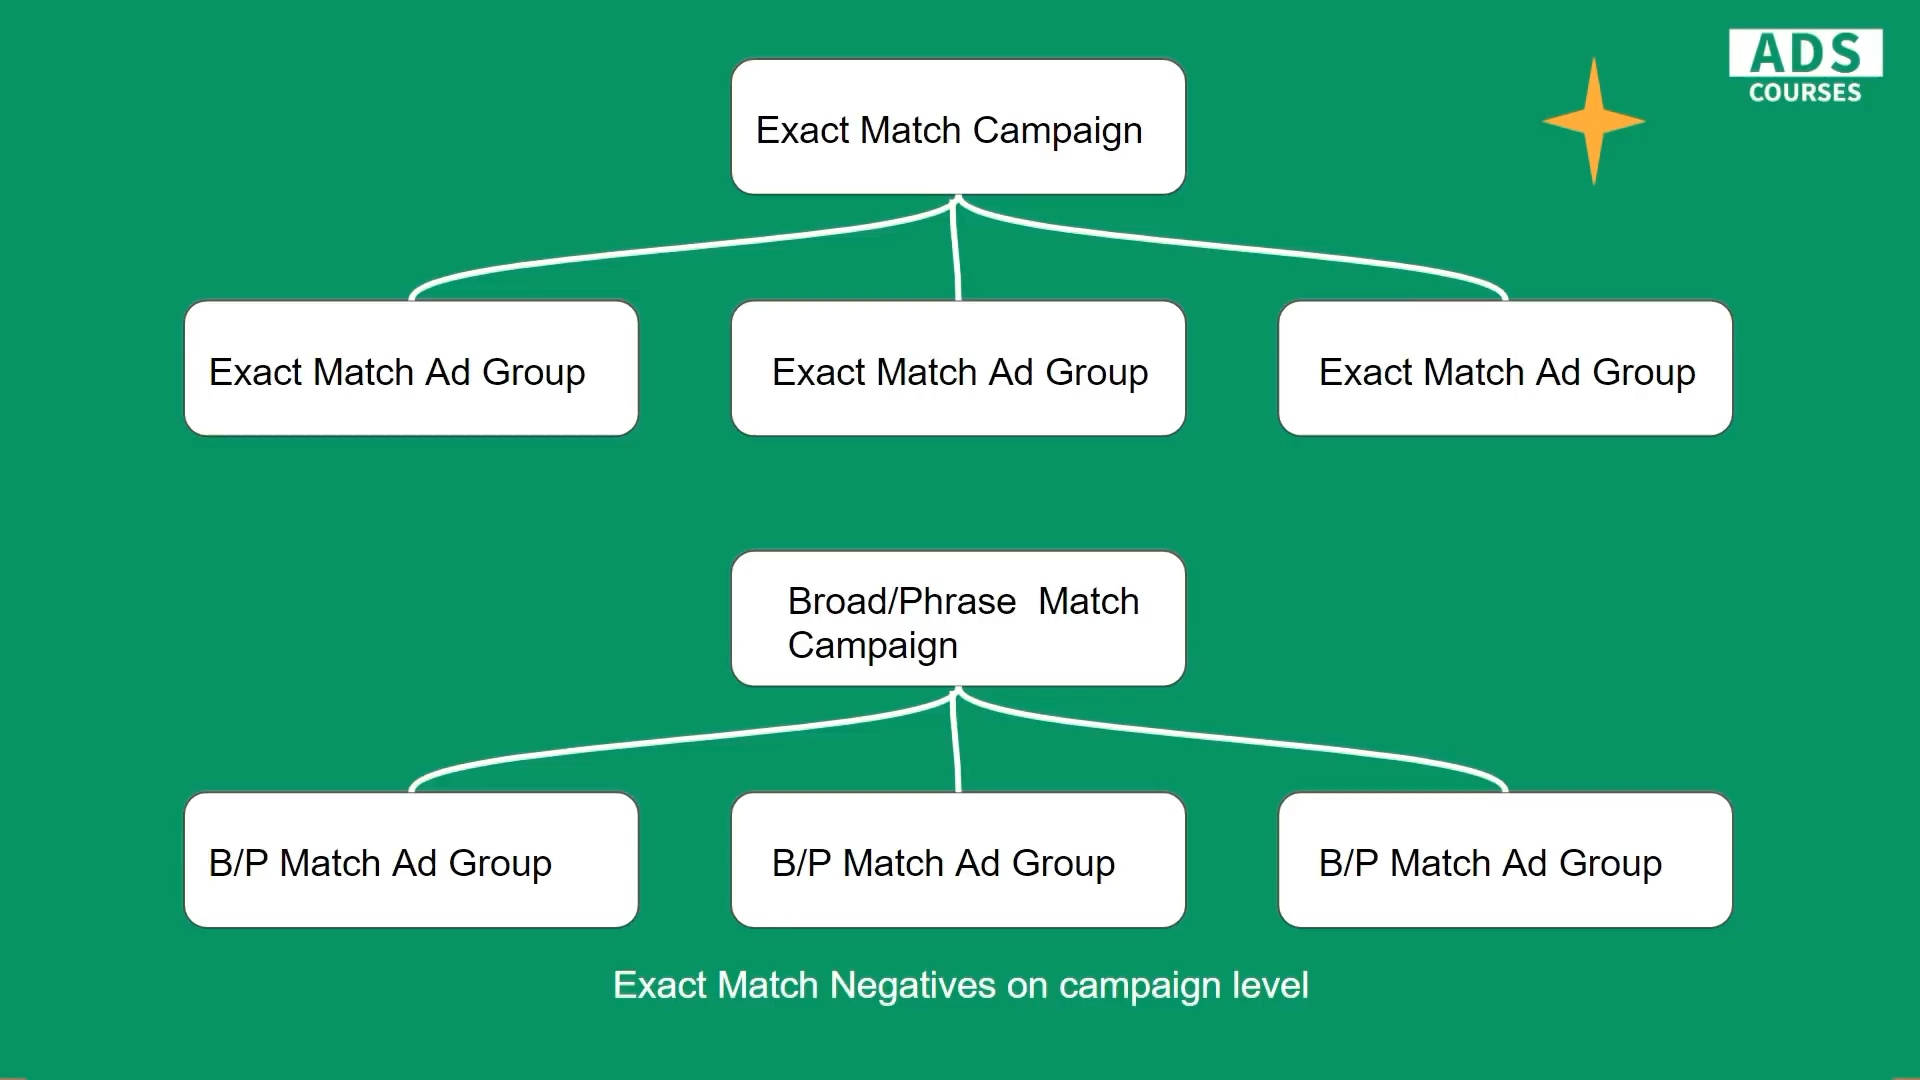 ADS
COURSES
Exact Match Campaign
Exact Match Ad Group
Exact Match Ad Group
Exact Match Ad Group
Broad/Phrase  Match
Campaign
B/P Match Ad Group
B/P Match Ad Group
B/P Match Ad Group
Exact Match Negatives on campaign level